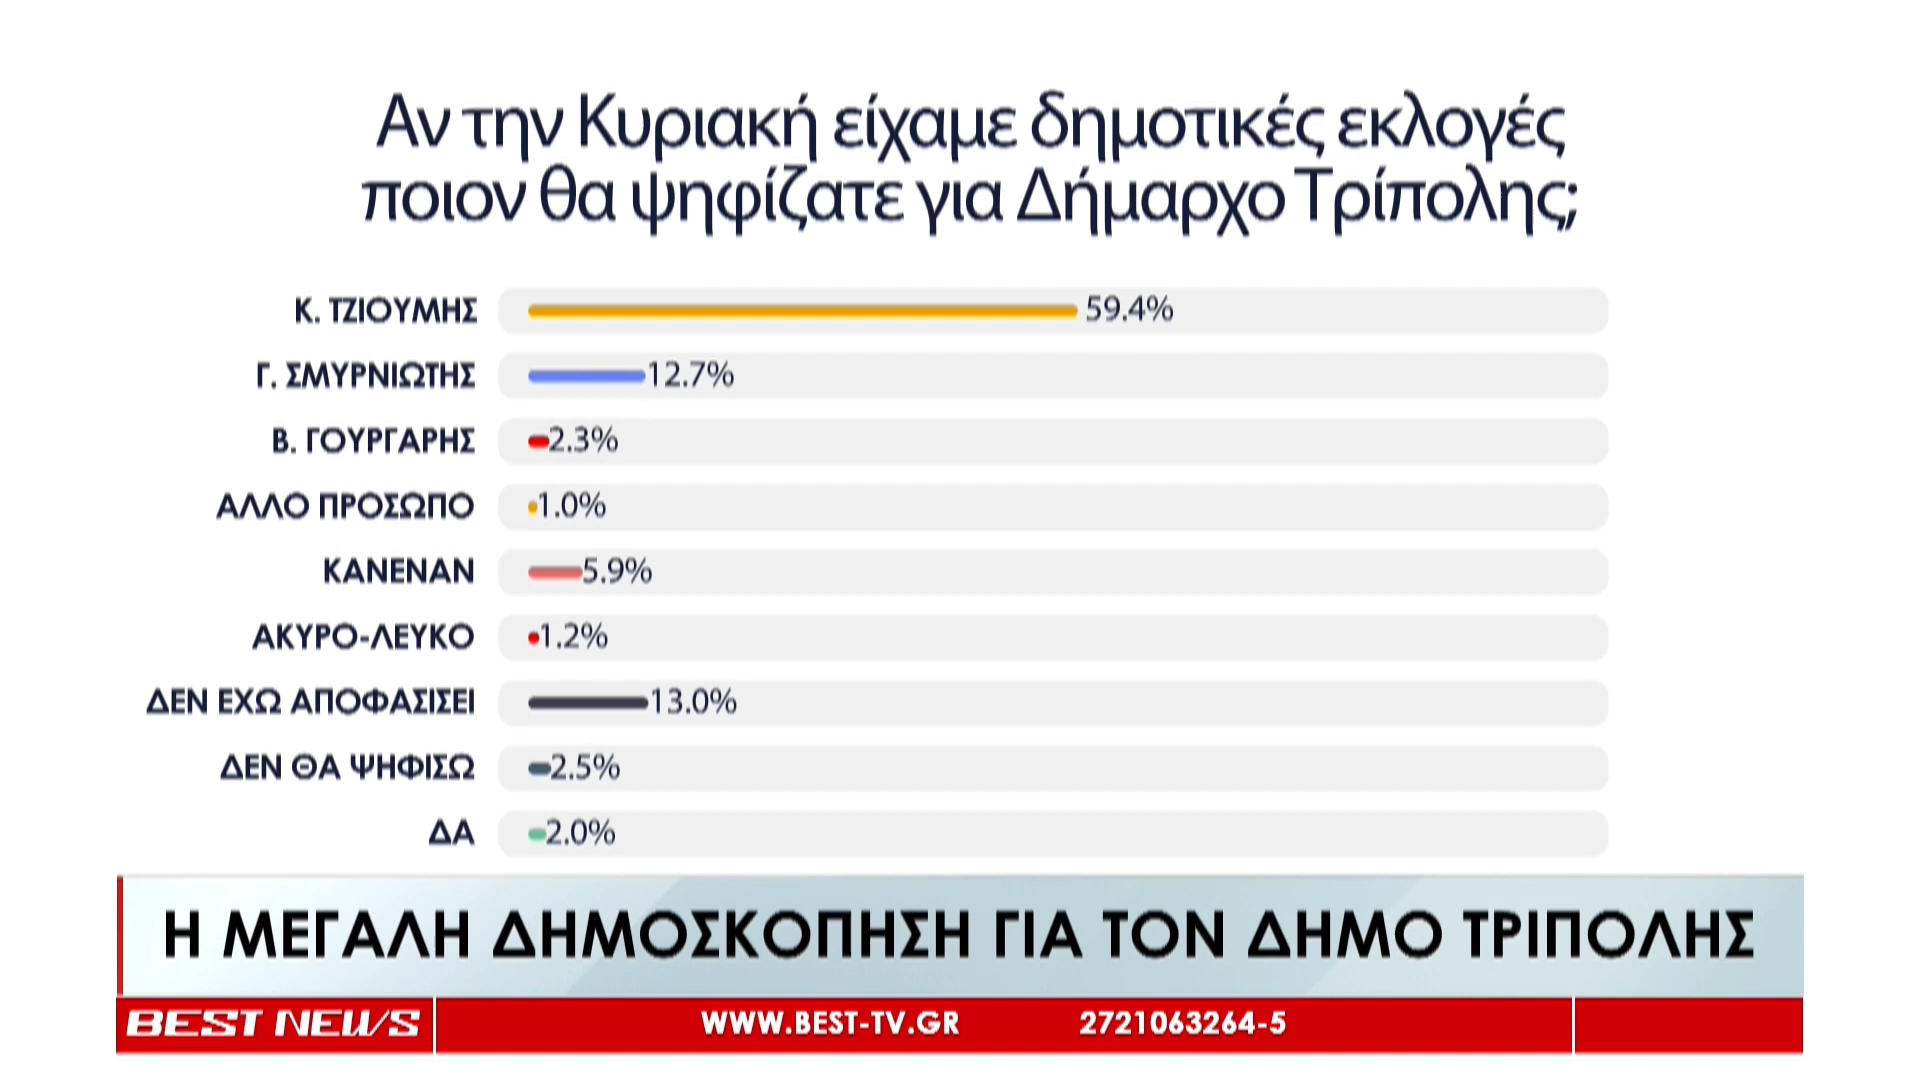 Αν την Κυριακή είχαμε δημοτικές εκλογές
ποιον θα ψηφίζατε για Δήμαρχο Τρίπολης;
Κ. ΤΖΙΟΥΜΗΣ 59.4%
Γ. ΣΜΥΡΝΙΩΤΗΣ 12.7%
Β. ΓΟΥΡΓΑΡΗΣ 2.3%
ΑΛΛΟ ΠΡΟΣΩΠΟ 1.0%
ΚΑΝΕΝΑΝ 5.9%
ΑΚΥΡΟ-ΛΕΥΚΟ 1.2%
ΔΕΝ ΕΧΩ ΑΠΟΦΑΣΙΣΕΙ 13.0%
ΔΕΝ ΘΑ ΨΗΦΙΣΩ 2.5%
ΔΑ 2.0%
Η ΜΕΓΑΛΗ ΔΗΜΟΣΚΟΠΗΣΗ ΓΙΑ ΤΟΝ ΔΗΜΟ ΤΡΙΠΟΛΗΣ
BEST NEWS WWW.BEST-TV.GR 2721063264-5